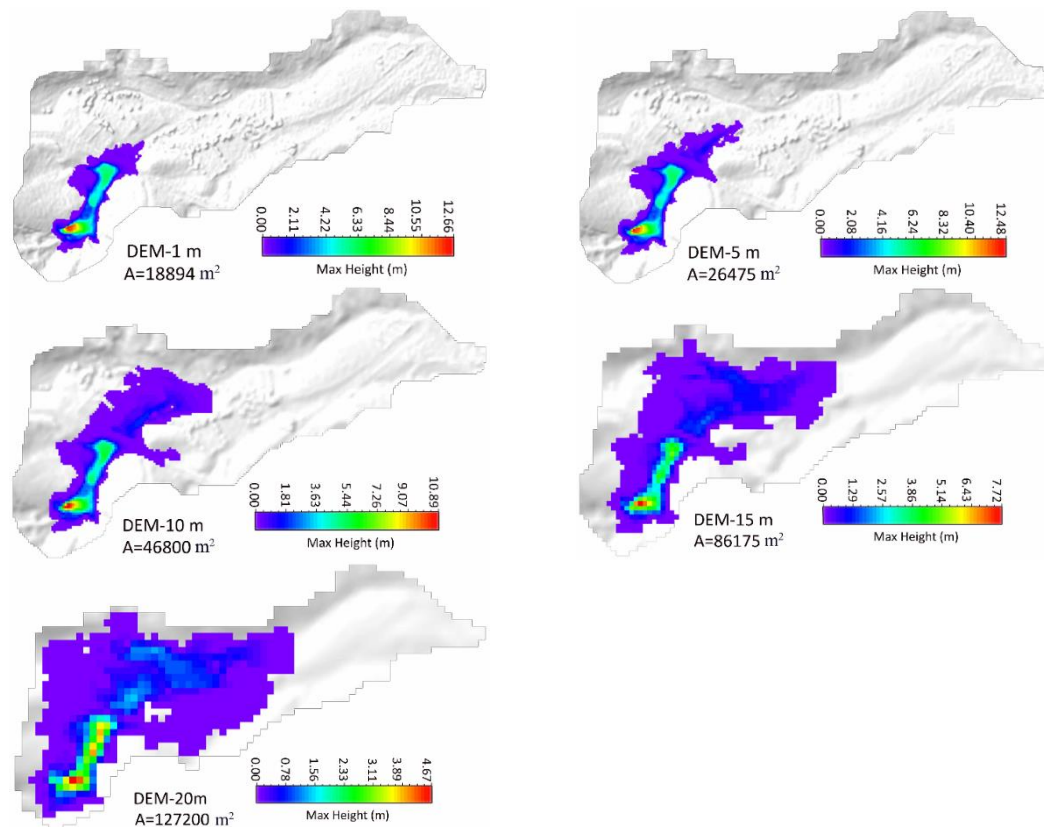 0.00
2.11
4.22
6.33
8.44
10.55
12.66
DEM-1 m
A=18894 m²
Max Height (m)
0.00
2.08
4.16
6.24
8.32
10.40
12.48
DEM-5 m
A=26475 m²
Max Height (m)
0.00
1.81
3.63
5.44
7.26
9.07
10.89
DEM-10 m
A=46800 m²
Max Height (m)
0.00
1.29
2.57
3.86
5.14
6.43
7.72
DEM-15 m
A=86175 m²
Max Height (m)
0.00
0.78
1.56
2.33
3.11
3.89
4.67
DEM-20m
A=127200 m²
Max Height (m)